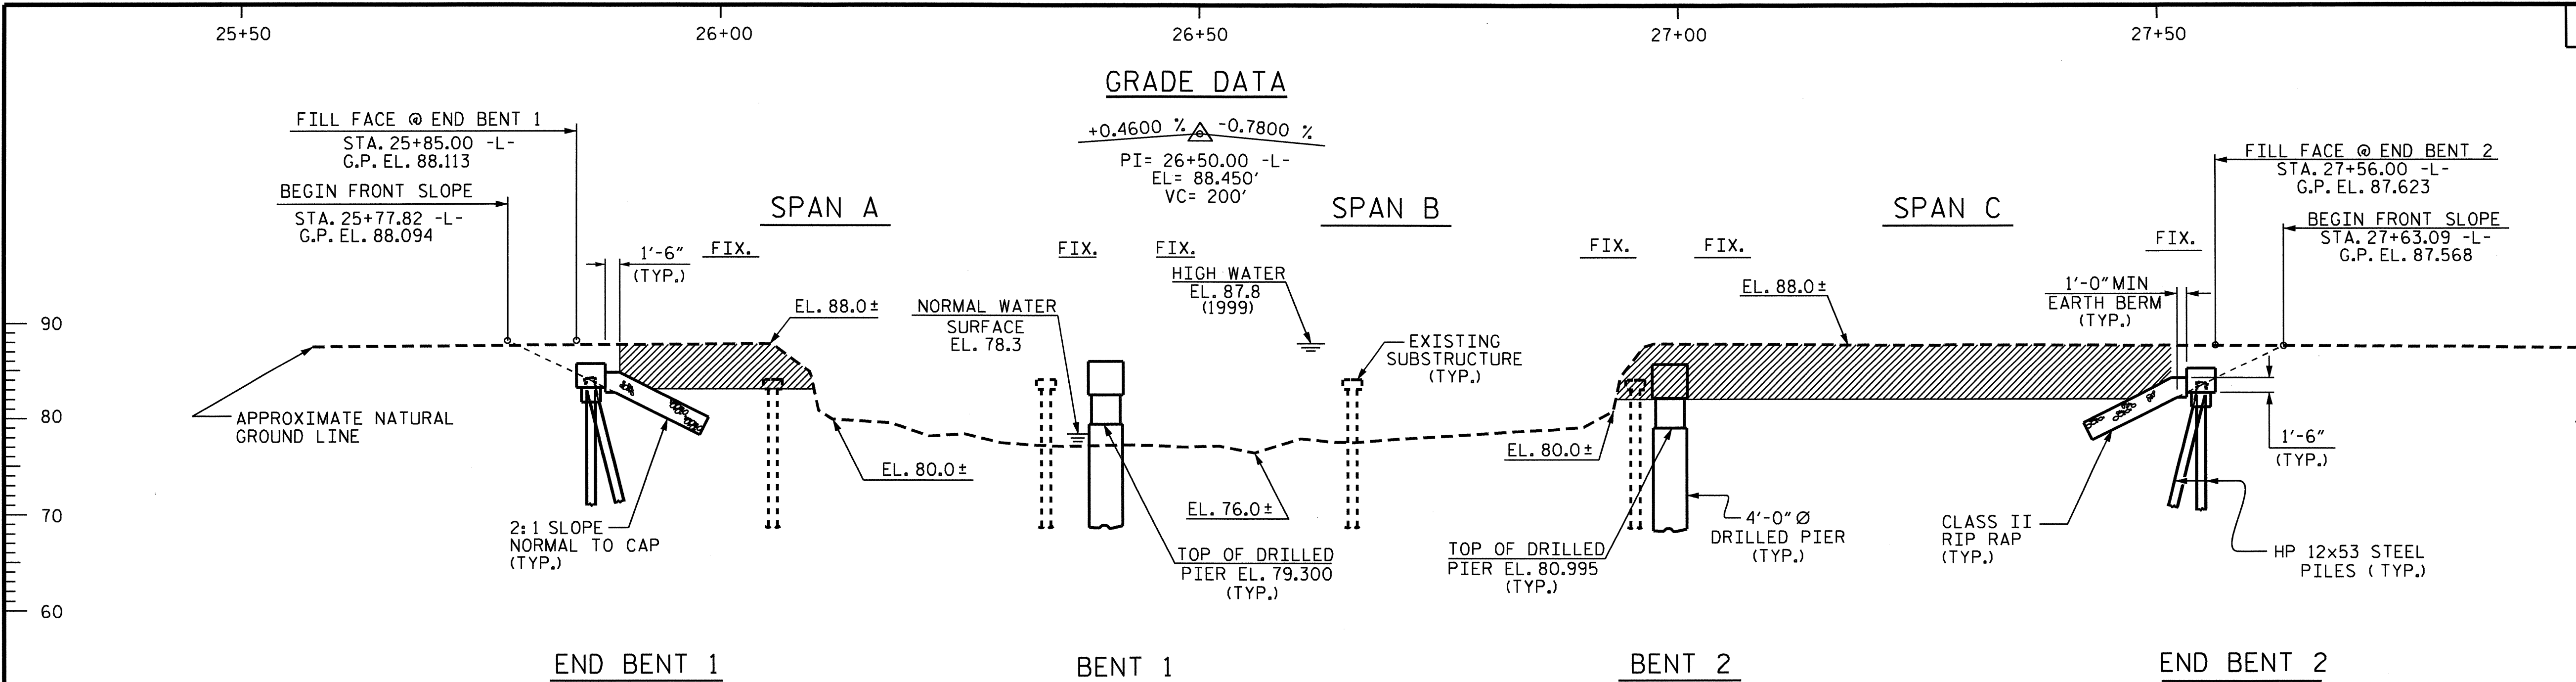 25+50
26+00
26+50
27+00
27+50
GRADE DATA
+0.4600 %
-0.7800 %
PI= 26+50.00 -L-
EL= 88.450'
VC= 200'
FILL FACE @ END BENT 1
STA. 25+85.00 -L-
G.P. EL. 88.113
BEGIN FRONT SLOPE
STA. 25+77.82 -L-
G.P. EL. 88.094
SPAN A
SPAN B
SPAN C
FILL FACE @ END BENT 2
STA. 27+56.00 -L-
G.P. EL. 87.623
BEGIN FRONT SLOPE
STA. 27+63.09 -L-
G.P. EL. 87.568
1'-6"
(TYP.)
FIX.
FIX.
FIX.
FIX.
FIX.
FIX.
HIGH WATER
EL. 87.8
(1999)
NORMAL WATER
SURFACE
EL. 78.3
EL. 88.0±
EL. 88.0±
1'-0" MIN
EARTH BERM
(TYP.)
EXISTING
SUBSTRUCTURE
(TYP.)
90
80
70
60
APPROXIMATE NATURAL
GROUND LINE
EL. 80.0±
EL. 80.0±
EL. 76.0±
1'-6"
(TYP.)
2:1 SLOPE
NORMAL TO CAP
(TYP.)
TOP OF DRILLED
PIER EL. 79.300
(TYP.)
TOP OF DRILLED
PIER EL. 80.995
(TYP.)
4'-0" Ø
DRILLED PIER
(TYP.)
CLASS II
RIP RAP
(TYP.)
HP 12x53 STEEL
PILES (TYP.)
END BENT 1
BENT 1
BENT 2
END BENT 2